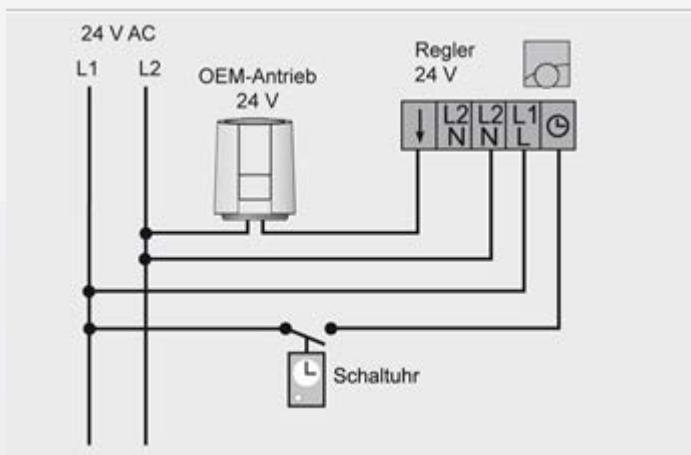 24 V AC
L1 L2
OEM-Antrieb
24 V
Regler
24 V
L2 L2 L1
N N L
Schaltuhr